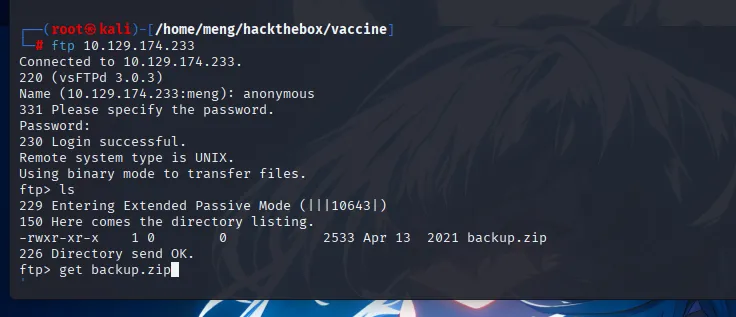 ┌──(root㉿kali)-[/home/meng/hackthebox/vaccine]
└─# ftp 10.129.174.233
Connected to 10.129.174.233.
220 (vsFTPd 3.0.3)
Name (10.129.174.233:meng): anonymous
331 Please specify the password.
Password:
230 Login successful.
Remote system type is UNIX.
Using binary mode to transfer files.
ftp> ls
229 Entering Extended Passive Mode (|||10643|)
150 Here comes the directory listing.
-rwxr-xr-x    1 0        0            2533 Apr 13  2021 backup.zip
226 Directory send OK.
ftp> get backup.zip